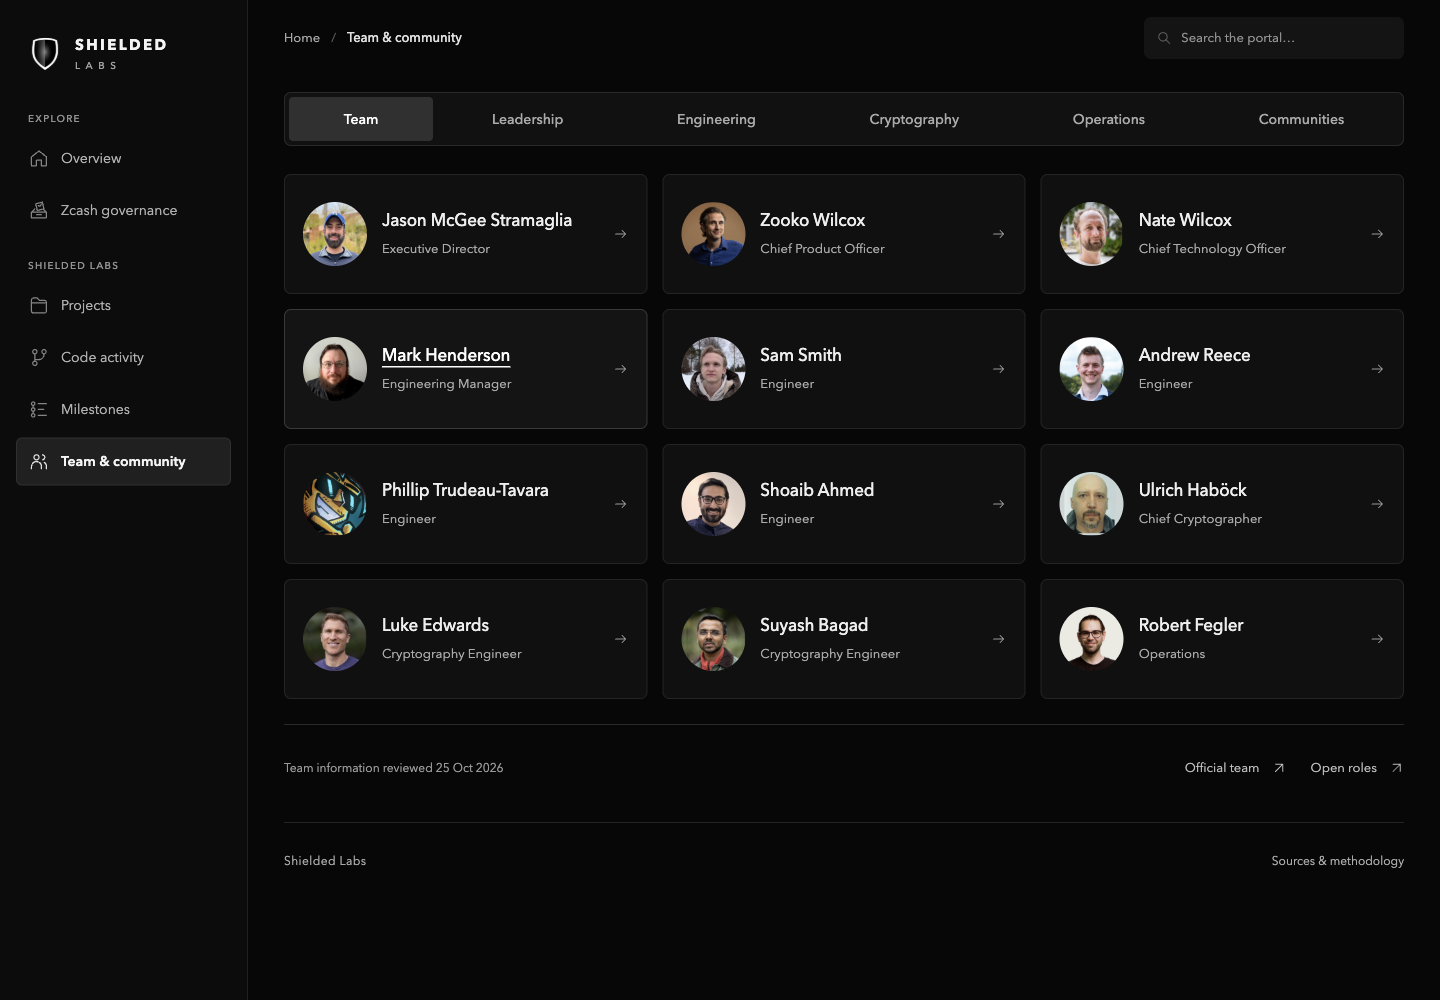 SHIELDED
LABS
EXPLORE
Overview
Zcash governance
SHIELDED LABS
Projects
Code activity
Milestones
Team & community
Home / Team & community
Search the portal...
Team Leadership Engineering Cryptography Operations Communities
Jason McGee Stramaglia
Executive Director
Zooko Wilcox
Chief Product Officer
Nate Wilcox
Chief Technology Officer
Mark Henderson
Engineering Manager
Sam Smith
Engineer
Andrew Reece
Engineer
Phillip Trudeau-Tavara
Engineer
Shoaib Ahmed
Engineer
Ulrich Haböck
Chief Cryptographer
Luke Edwards
Cryptography Engineer
Suyash Bagad
Cryptography Engineer
Robert Fegler
Operations
Team information reviewed 25 Oct 2026
Official team
Open roles
Shielded Labs
Sources & methodology